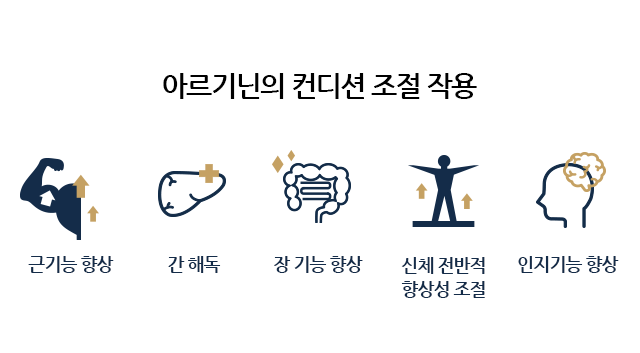 아르기닌의 컨디션 조절 작용
근기능 향상
간 해독
장 기능 향상
신체 전반적
향상성 조절
인지기능 향상